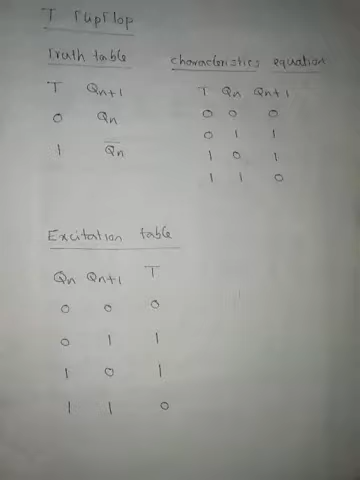 T FlipFlop
Truth table
T Qn+1
0 Qn
1 Q̅n
characteristics equation
T Qn Qn+1
0 0 0
0 1 1
1 0 1
1 1 0
Excitation table
Qn Qn+1 T
0 0 0
0 1 1
1 0 1
1 1 0